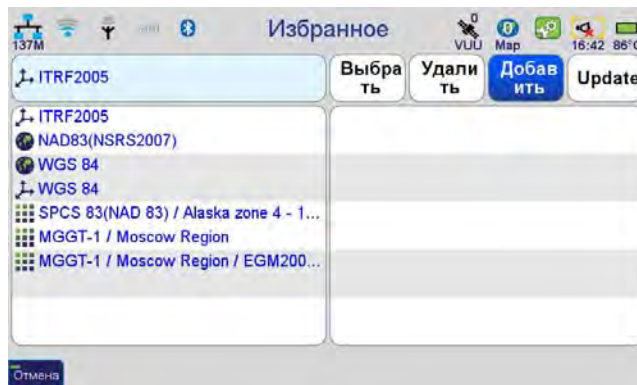 Избранное
137M
0
VUU
Map
16:42
86°
ITRF2005
Выбра
ть
Удали
ть
Добав
ить
Update
ITRF2005
NAD83(NSRS2007)
WGS 84
WGS 84
SPCS 83(NAD 83) / Alaska zone 4 - 1...
MGGT-1 / Moscow Region
MGGT-1 / Moscow Region / EGM200...
Отмена